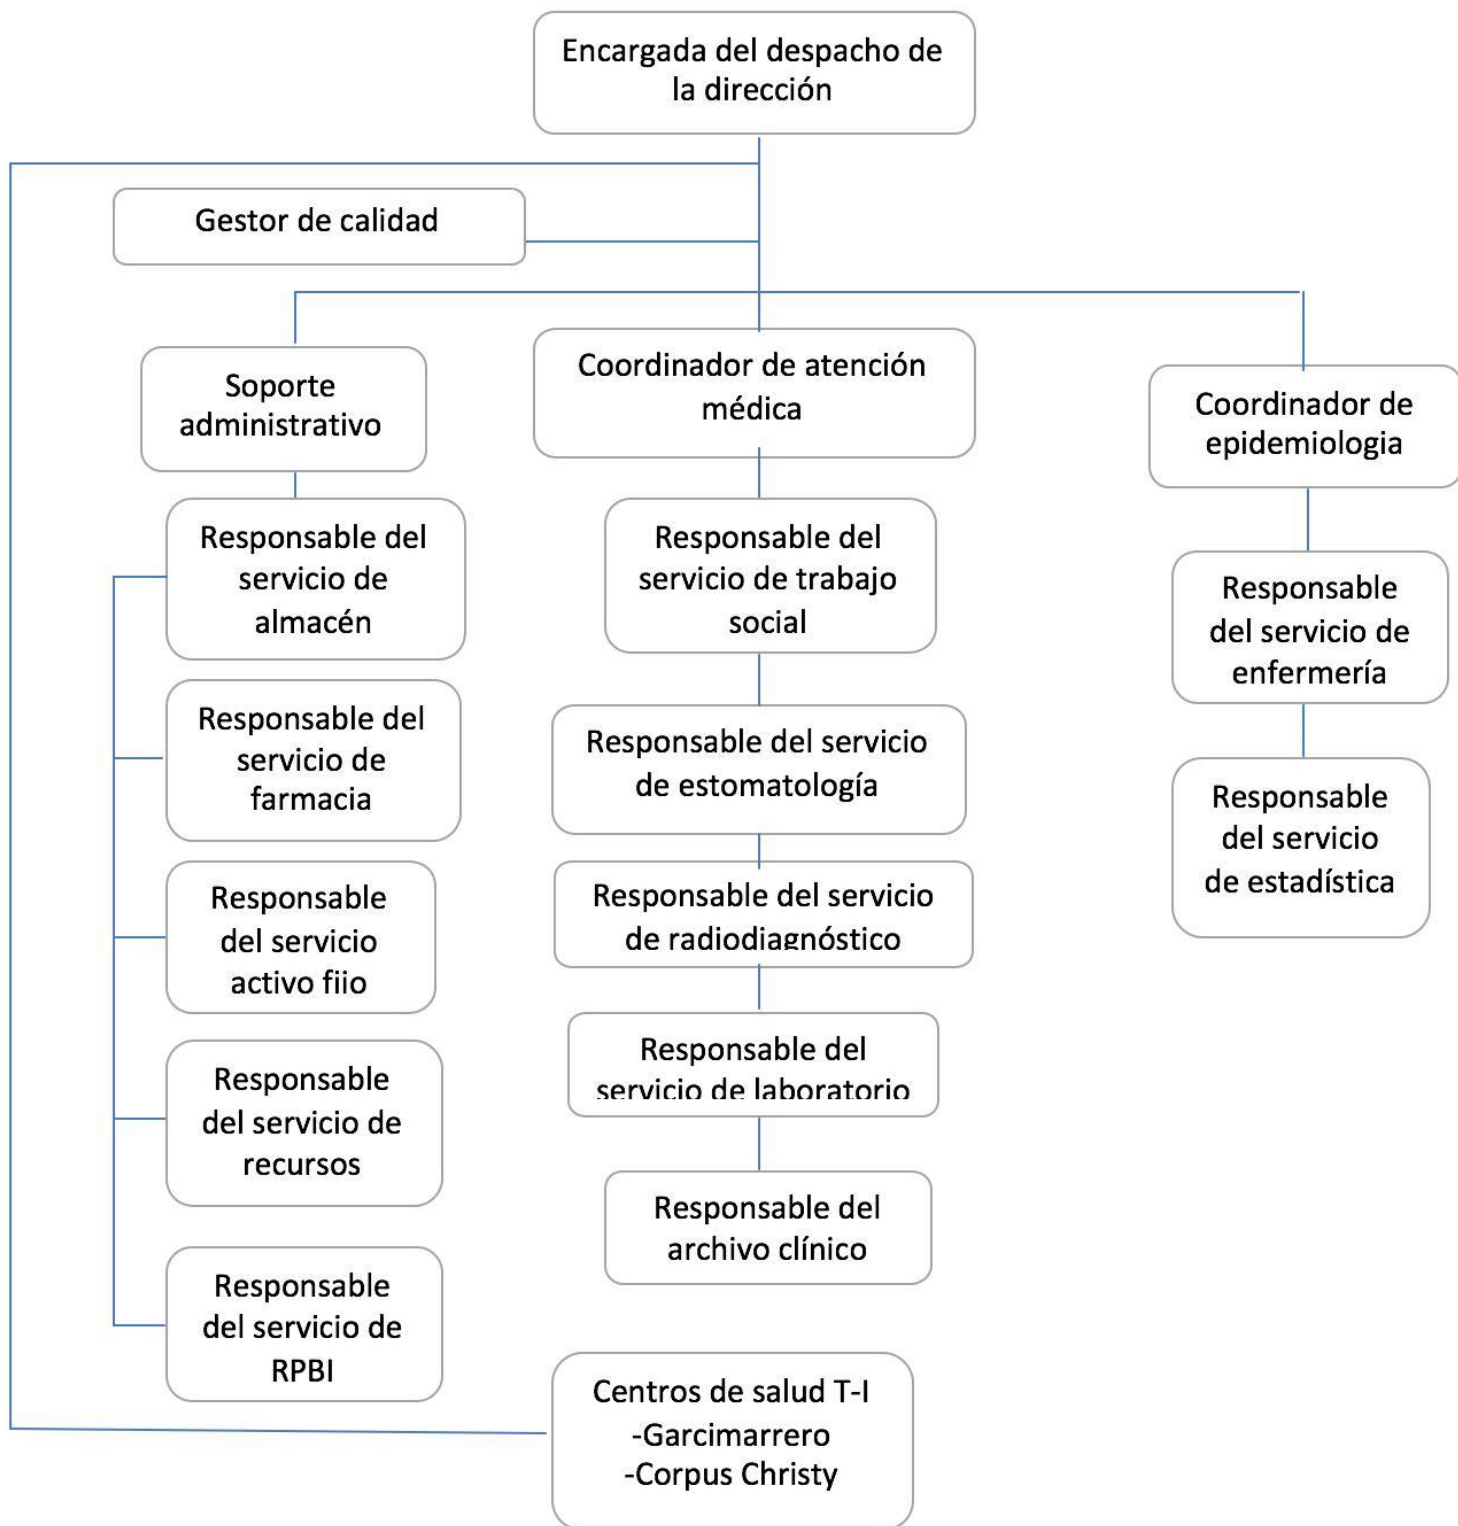 Encargada del despacho de
la dirección
Gestor de calidad
Soporte
administrativo
Coordinador de atención
médica
Coordinador de
epidemiologia
Responsable del
servicio de
almacén
Responsable del
servicio de trabajo
social
Responsable
del servicio de
enfermería
Responsable del
servicio de
farmacia
Responsable del servicio
de estomatología
Responsable
del servicio
de estadística
Responsable
del servicio
activo fijo
Responsable del servicio
de radiodiagnóstico
Responsable
del servicio de
recursos
Responsable del
servicio de laboratorio
Responsable del
archivo clínico
Responsable
del servicio de
RPBI
Centros de salud T-I
-Garcimarrero
-Corpus Christy